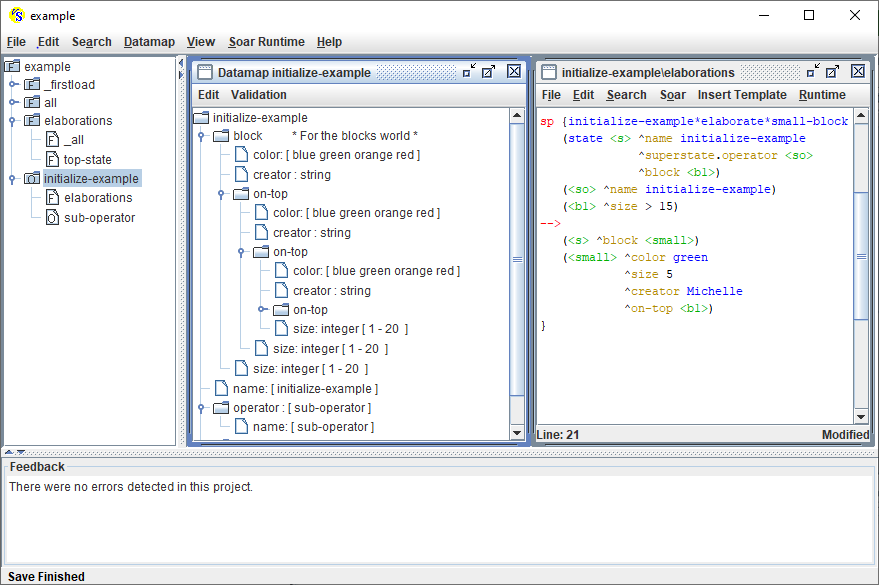 example
File Edit Search Datamap View Soar Runtime Help
example
_firstload
all
elaborations
_all
top-state
initialize-example
elaborations
sub-operator
Datamap initialize-example
Edit Validation
initialize-example
block * For the blocks world *
color: [ blue green orange red ]
creator : string
on-top
color: [ blue green orange red ]
creator : string
on-top
color: [ blue green orange red ]
creator : string
on-top
size: integer [ 1 - 20 ]
size: integer [ 1 - 20 ]
size: integer [ 1 - 20 ]
name: [ initialize-example ]
operator : [ sub-operator ]
name: [ sub-operator ]
initialize-example\elaborations
File Edit Search Soar Insert Template Runtime
sp {initialize-example*elaborate*small-block
(state <s> ^name initialize-example
^superstate.operator <so>
^block <bl>)
(<so> ^name initialize-example)
(<bl> ^size > 15)
-->
(<s> ^block <small>)
(<small> ^color green
^size 5
^creator Michelle
^on-top <bl>)
}
Line: 21 Modified
Feedback
There were no errors detected in this project.
Save Finished